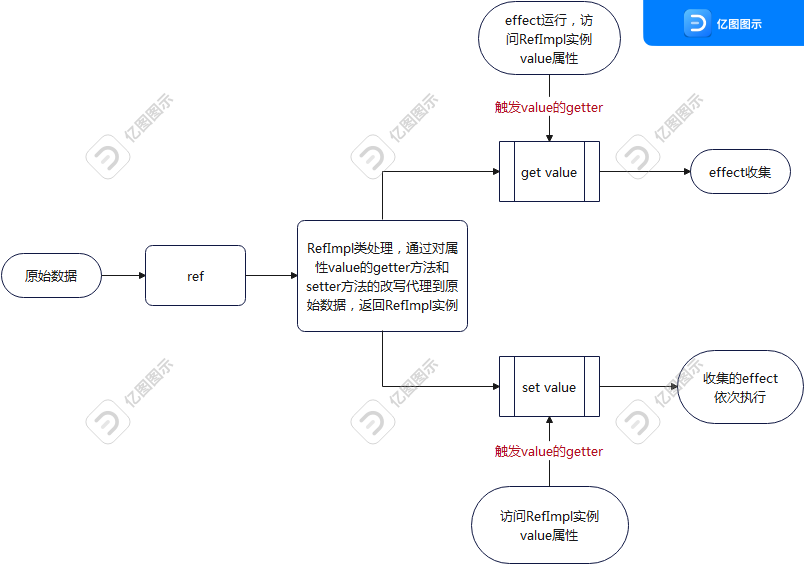 effect运行，访
问RefImpl实例
value属性
亿图图示
触发value的getter
亿图图示
亿图图示
亿图图示
get value
effect收集
RefImpl类处理，通过对属
性value的getter方法和
setter方法的改写代理到原
始数据，返回RefImpl实例
原始数据
ref
亿图图示
亿图图示
亿图图示
set value
收集的effect
依次执行
触发value的getter
访问RefImpl实例
value属性